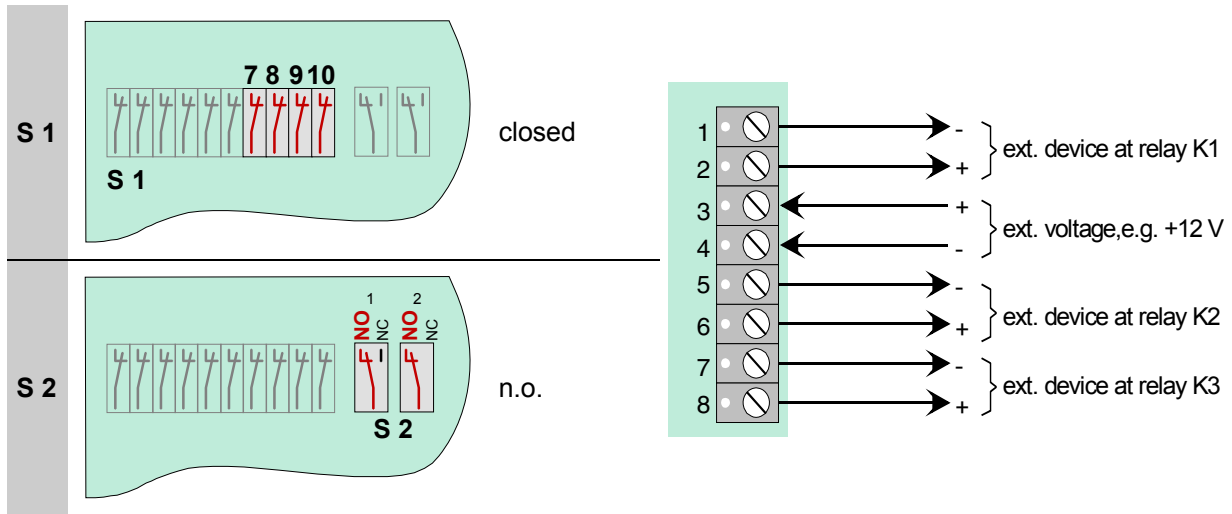 7 8 9 10
S 1
S 1
closed
1 2
NO NC NO NC
S 2
n.o.
S 2
1 -
2 +
ext. device at relay K1
3 +
4 -
ext. voltage,e.g. +12 V
5 -
6 +
ext. device at relay K2
7 -
8 +
ext. device at relay K3